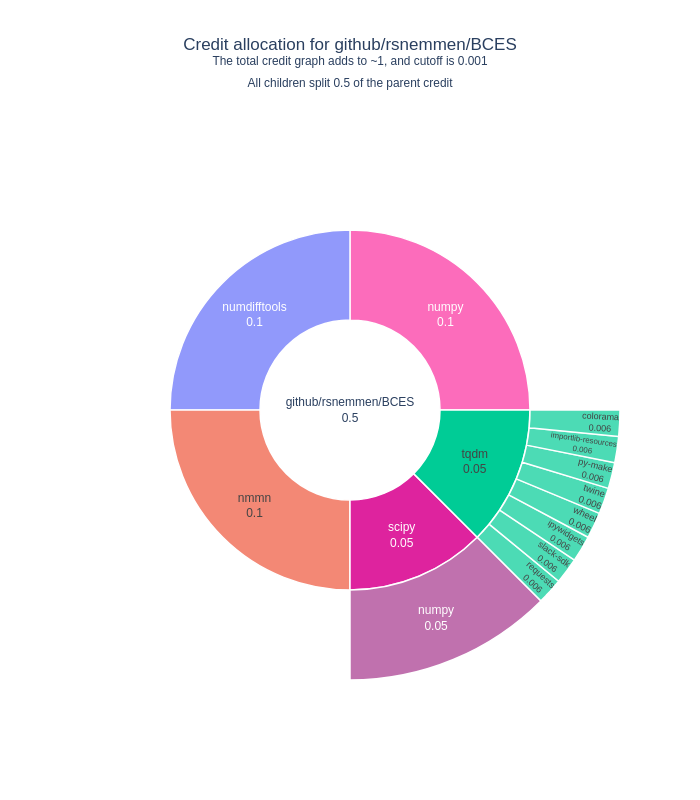 Credit allocation for github/rsnemmen/BCES
The total credit graph adds to ~1, and cutoff is 0.001
All children split 0.5 of the parent credit
numdifftools
0.1
numpy
0.1
github/rsnemmen/BCES
0.5
colorama
0.006
importlib-resources
0.006
py-make
0.006
twine
0.006
wheel
0.006
ipywidgets
0.006
slack-sdk
0.006
requests
0.006
tqdm
0.05
nmmn
0.1
scipy
0.05
numpy
0.05